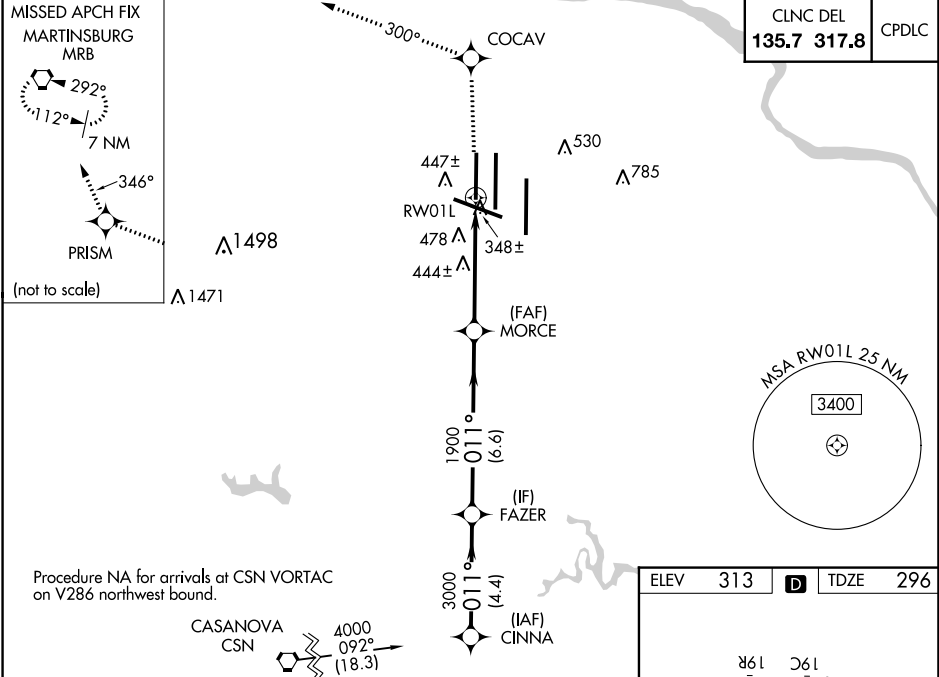 MISSED APCH FIX
MARTINSBURG
MRB
292°
112°
7 NM
346°
PRISM
(not to scale)
300°
COCAV
CLNC DEL
135.7 317.8
CPDLC
530
785
447±
RW01L
478
348±
444±
1498
1471
(FAF)
MORCE
MSA RW01L 25 NM
3400
1900
011°
(6.6)
(IF)
FAZER
3000
011°
(4.4)
(IAF)
CINNA
Procedure NA for arrivals at CSN VORTAC
on V286 northwest bound.
CASANOVA
CSN
4000
092°
(18.3)
ELEV 313 D TDZE 296
19R 19C